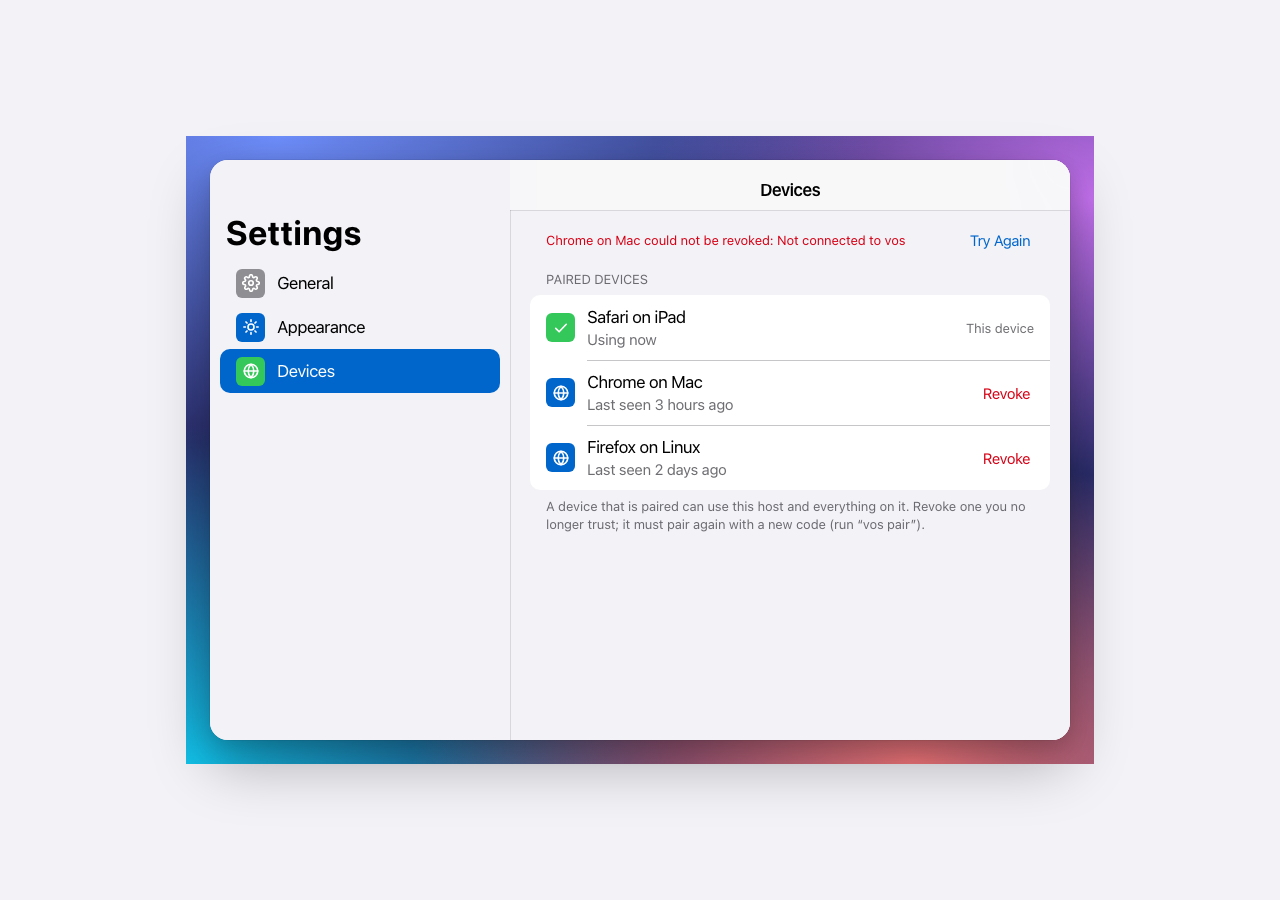 Settings
General
Appearance
Devices
Devices
Chrome on Mac could not be revoked: Not connected to vos
Try Again
PAIRED DEVICES
Safari on iPad
Using now
This device
Chrome on Mac
Last seen 3 hours ago
Revoke
Firefox on Linux
Last seen 2 days ago
Revoke
A device that is paired can use this host and everything on it. Revoke one you no
longer trust; it must pair again with a new code (run “vos pair”).